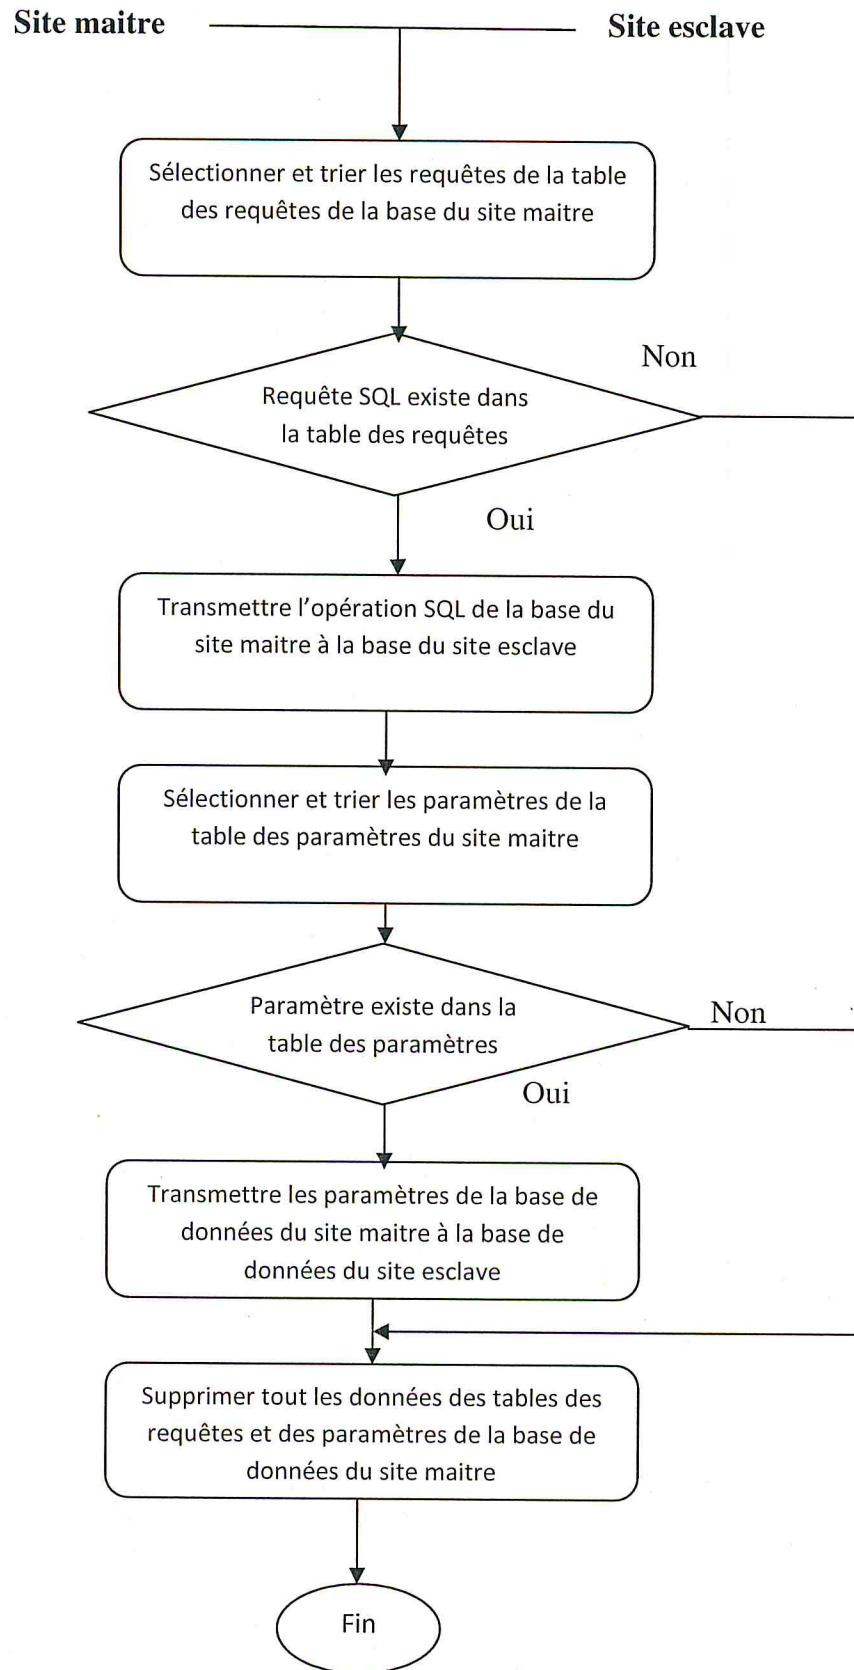 Site maitre
Site esclave
Sélectionner et trier les requêtes de la table
des requêtes de la base du site maitre
Non
Requête SQL existe dans
la table des requêtes
Oui
Transmettre l'opération SQL de la base du
site maitre à la base du site esclave
Sélectionner et trier les paramètres de la
table des paramètres du site maitre
Paramètre existe dans la
table des paramètres
Non
Oui
Transmettre les paramètres de la base de
données du site maitre à la base de
données du site esclave
Supprimer tout les données des tables des
requêtes et des paramètres de la base de
données du site maitre
Fin